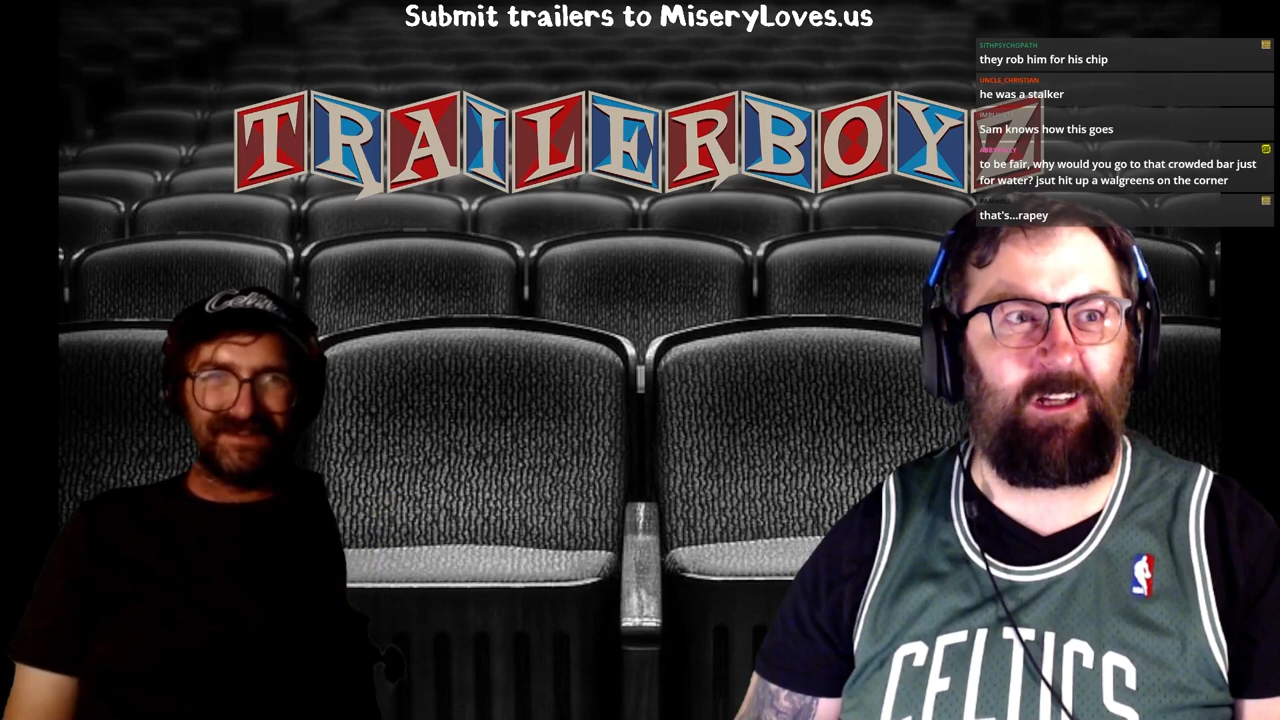 Submit trailers to MiseryLoves.us
TRAILERBOYZ
SITHPSYCHOPATH
they rob him for his chip
UNCLE_CHRISTIAN
he was a stalker
Sam knows how this goes
to be fair, why would you go to that crowded bar just
for water? jsut hit up a walgreens on the corner
that's...rapey
CELTICS